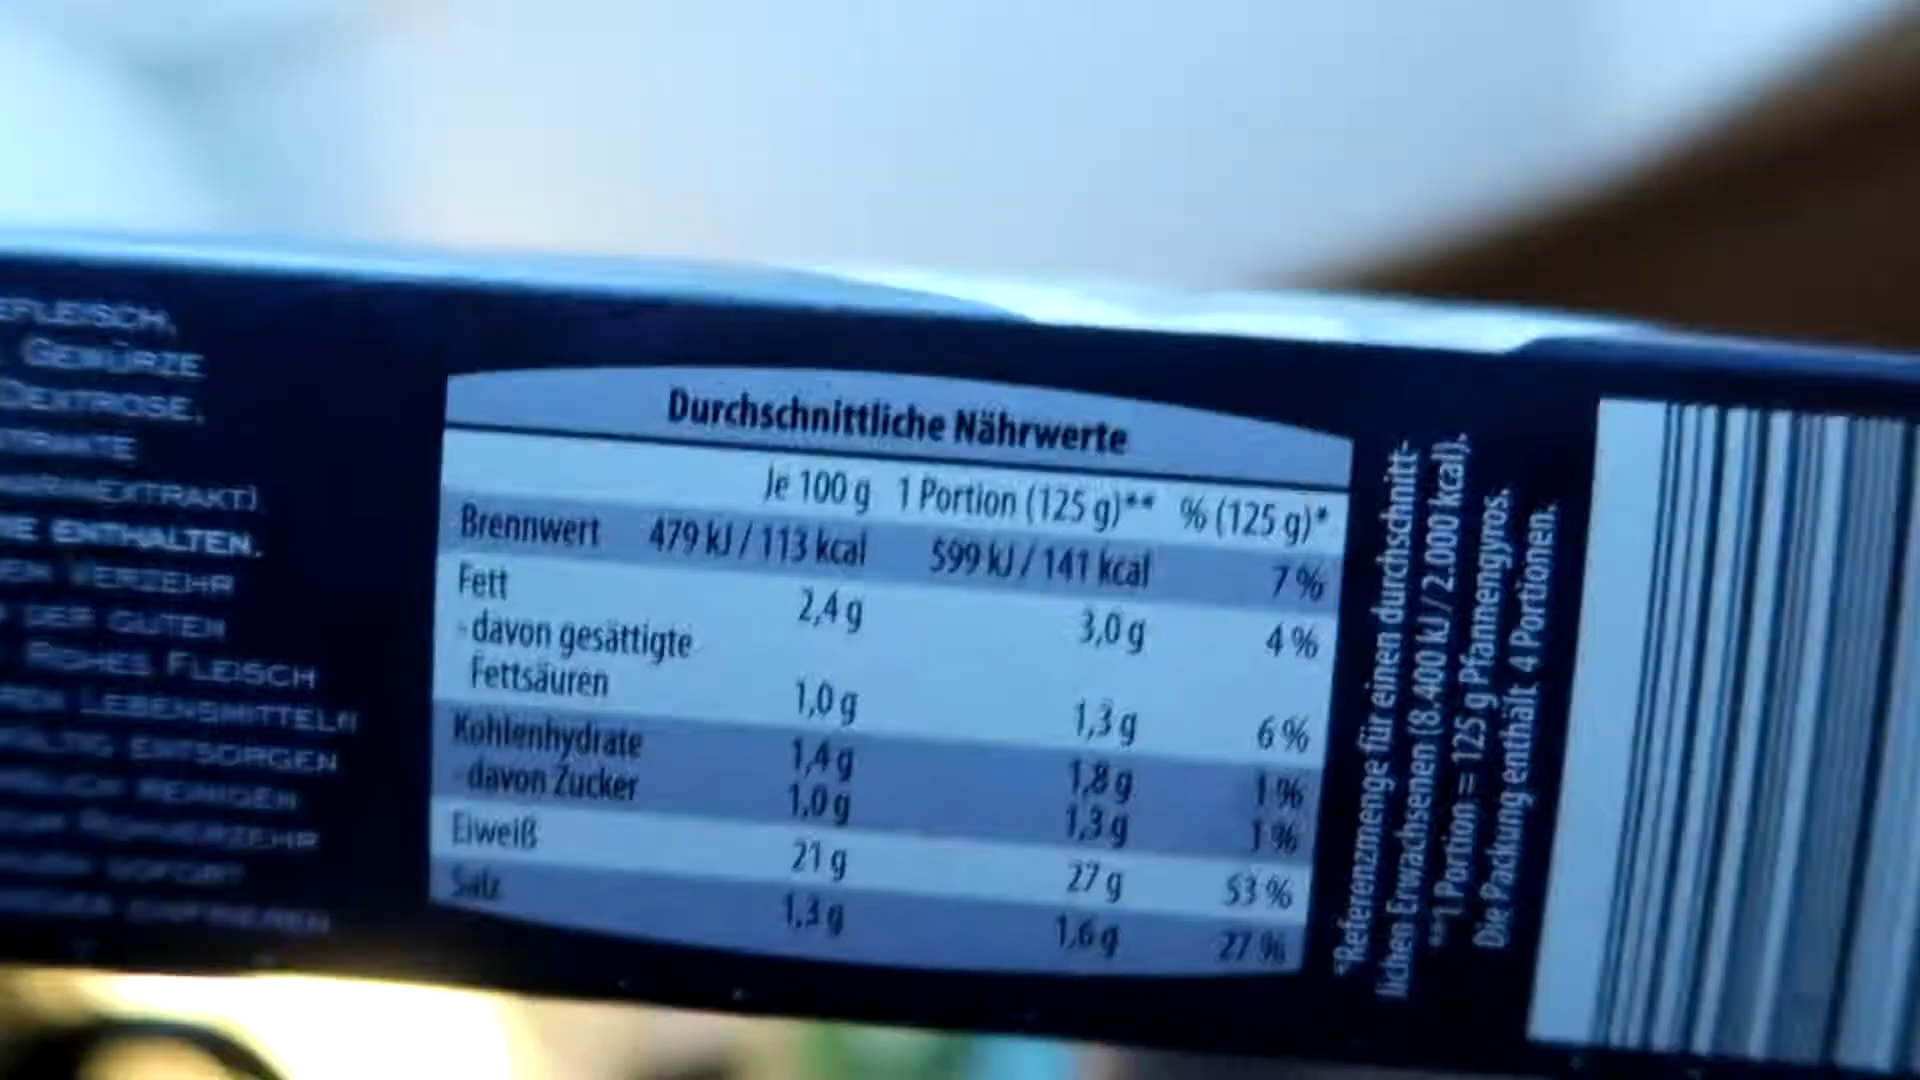 GEWÜRZE
DEXTROSE,
ENTHALTEN.
VERZEHR
DER GUTEN
ROHES FLEISCH
LEBENSMITTELN
ENTSORGEN
REINIGEN
ROHVERZEHR
SOFORT
Durchschnittliche Nährwerte
Je 100 g 1 Portion (125 g)** % (125 g)*
Brennwert 479 kJ / 113 kcal 599 kJ / 141 kcal 7 %
Fett 2,4 g 3,0 g 4 %
- davon gesättigte
Fettsäuren 1,0 g 1,3 g 6 %
Kohlenhydrate 1,4 g 1,8 g 1 %
- davon Zucker 1,0 g 1,3 g 1 %
Eiweiß 21 g 27 g 53 %
Salz 1,3 g 1,6 g 27 %
*Referenzmenge für einen durchschnitt-
lichen Erwachsenen (8.400 kJ / 2.000 kcal).
**1 Portion = 125 g Pfannengyros.
Die Packung enthält 4 Portionen.